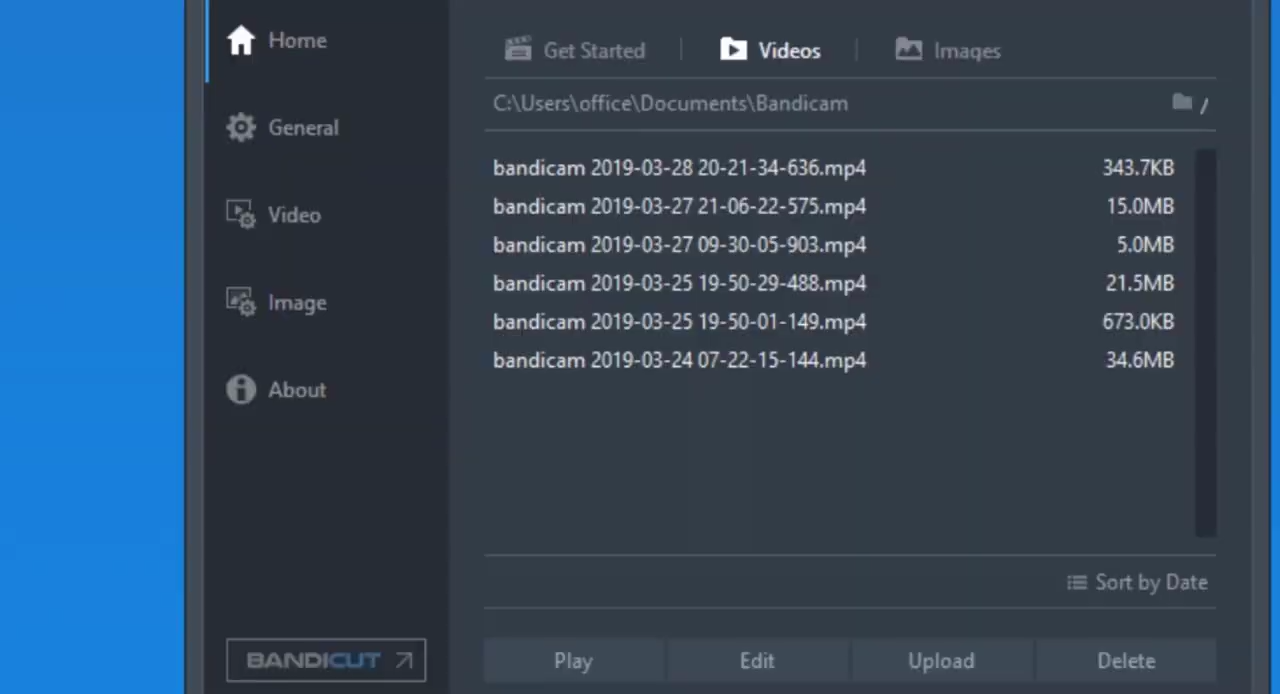 Home
General
Video
Image
About
BANDICUT
Get Started
Videos
Images
C:\Users\office\Documents\Bandicam
/
bandicam 2019-03-28 20-21-34-636.mp4 343.7KB
bandicam 2019-03-27 21-06-22-575.mp4 15.0MB
bandicam 2019-03-27 09-30-05-903.mp4 5.0MB
bandicam 2019-03-25 19-50-29-488.mp4 21.5MB
bandicam 2019-03-25 19-50-01-149.mp4 673.0KB
bandicam 2019-03-24 07-22-15-144.mp4 34.6MB
Sort by Date
Play
Edit
Upload
Delete